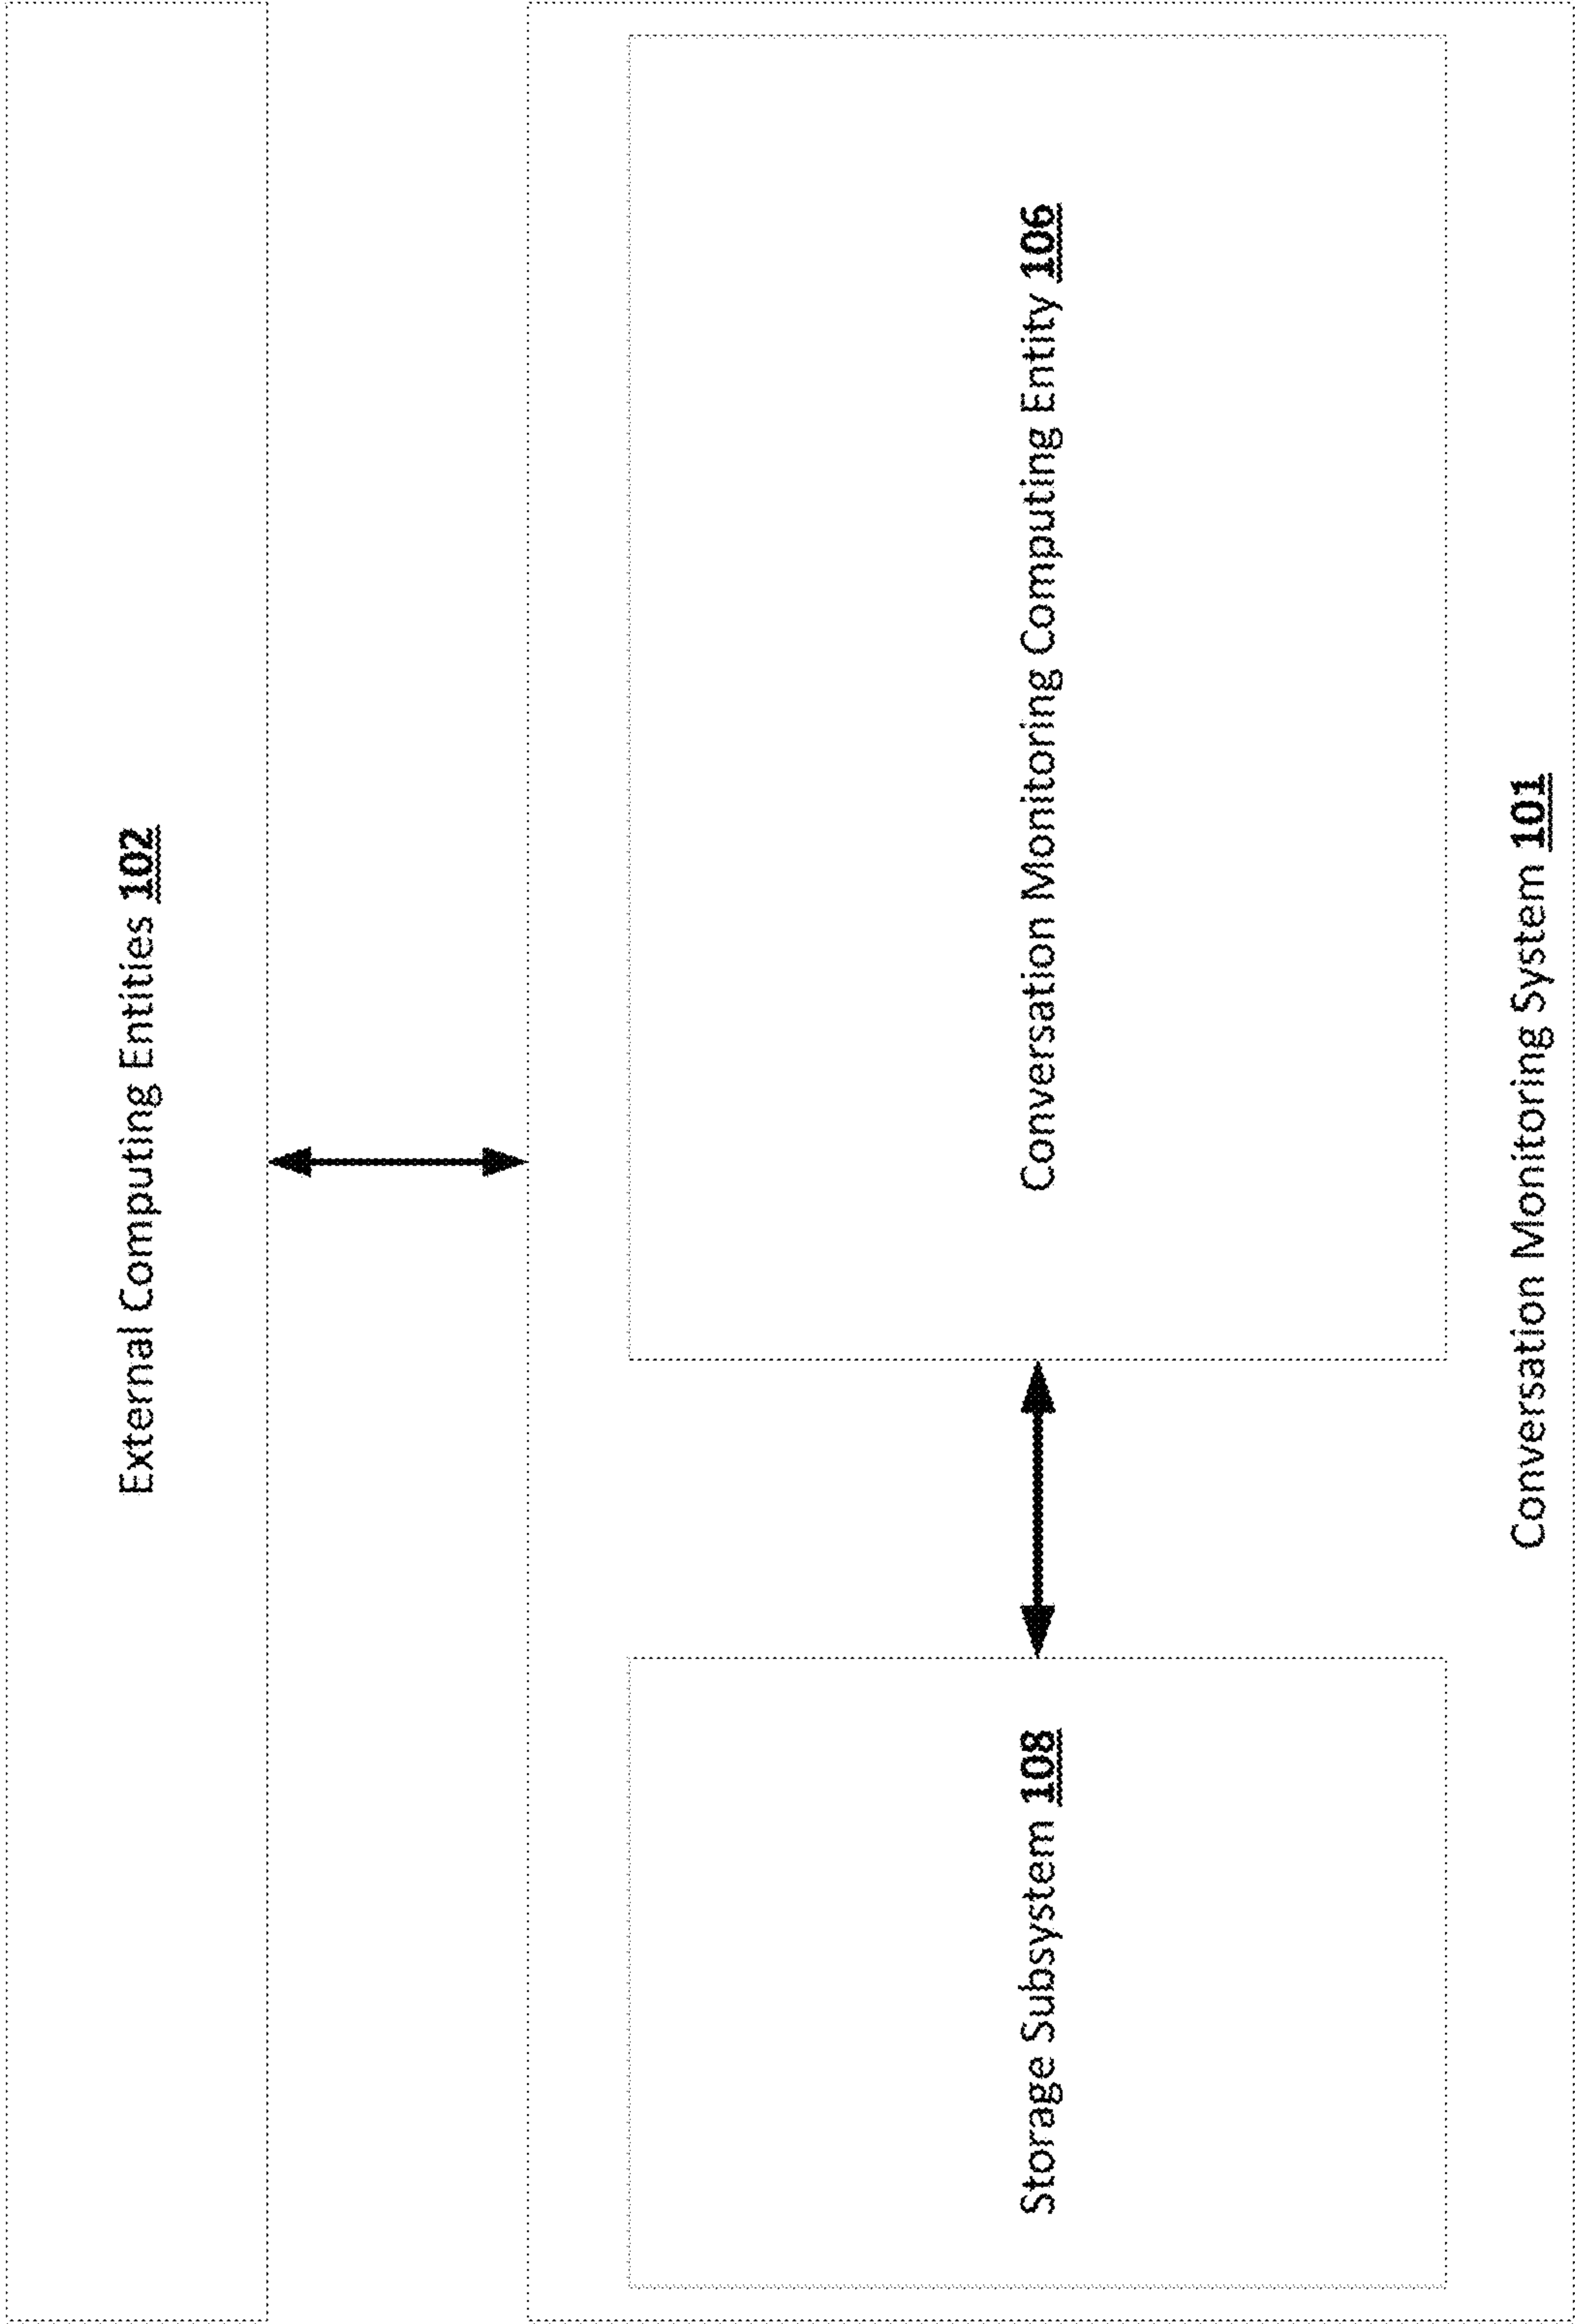 External Computing Entities 102
Storage Subsystem 108
Conversation Monitoring Computing Entity 106
Conversation Monitoring System 101